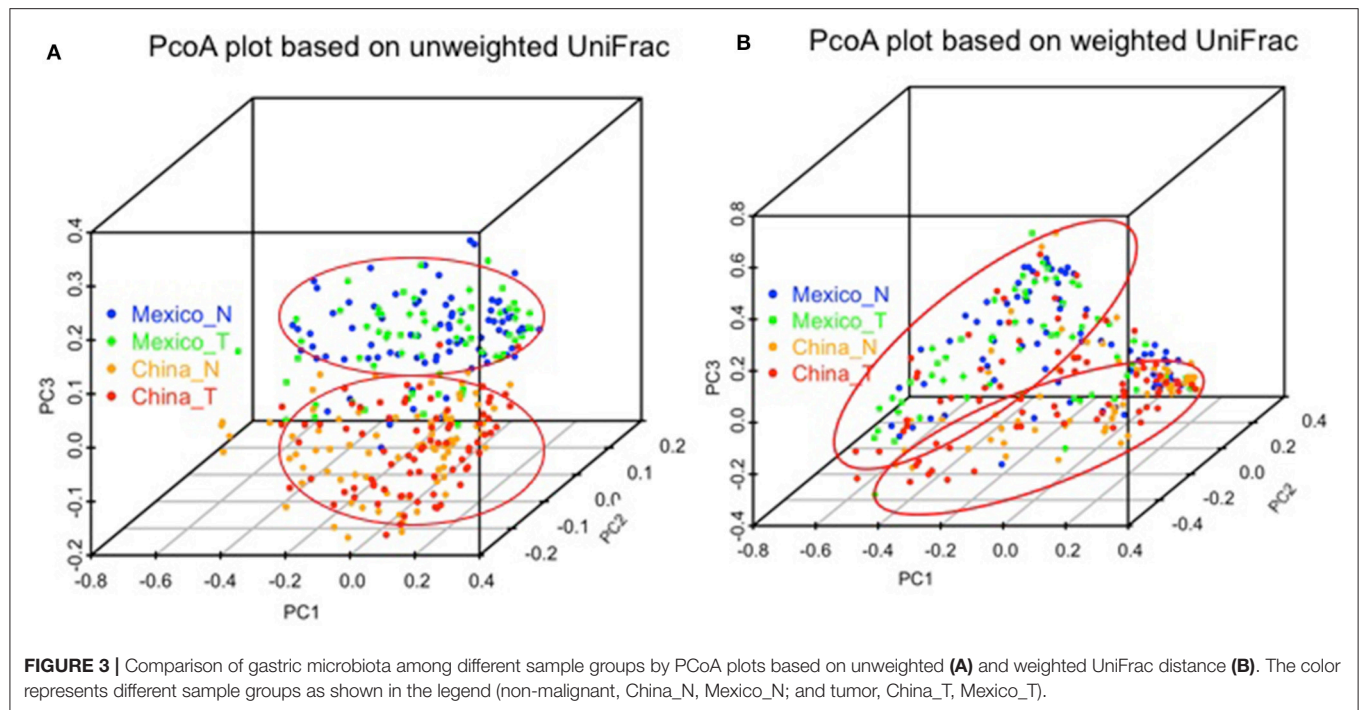 A
PcoA plot based on unweighted UniFrac
0.4
0.3
0.2
0.1
0.0
-0.1
-0.2
PC3
Mexico_N
Mexico_T
China_N
China_T
-0.8 -0.6 -0.4 -0.2 0.0 0.2 0.4
PC1
-0.2
-0.1
0.0
0.1
0.2
PC2
B
PcoA plot based on weighted UniFrac
0.8
0.6
0.4
0.2
0.0
-0.2
-0.4
PC3
Mexico_N
Mexico_T
China_N
China_T
-0.8 -0.6 -0.4 -0.2 0.0 0.2 0.4
PC1
-0.4
-0.2
0.0
0.2
0.4
PC2
FIGURE 3 | Comparison of gastric microbiota among different sample groups by PCoA plots based on unweighted (A) and weighted UniFrac distance (B). The color
represents different sample groups as shown in the legend (non-malignant, China_N, Mexico_N; and tumor, China_T, Mexico_T).